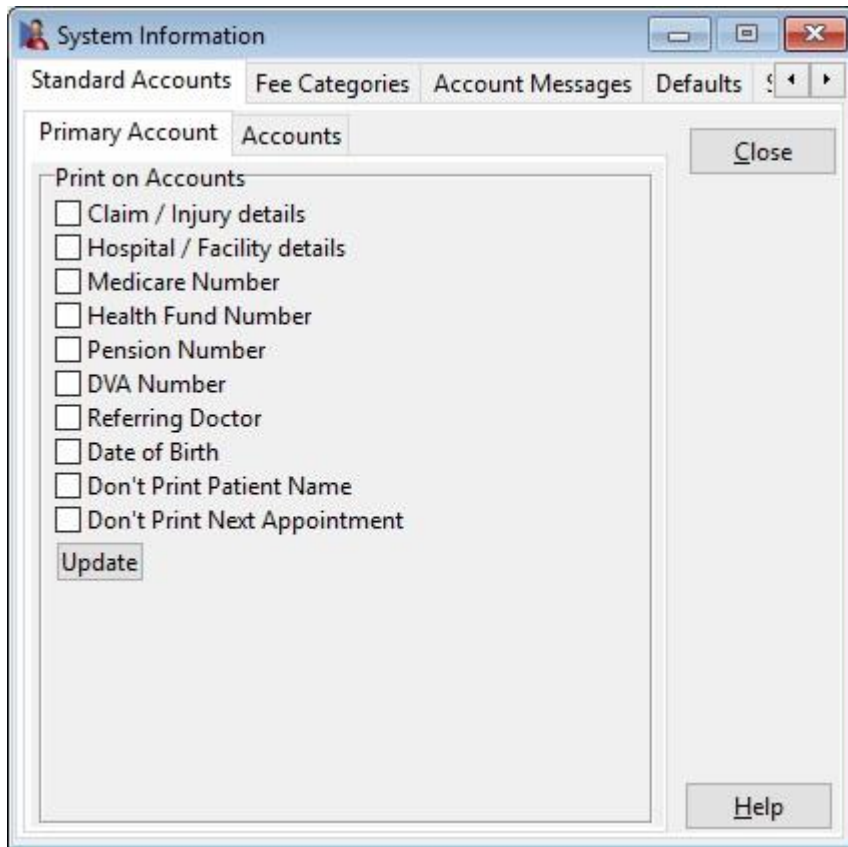 System Information
Standard Accounts Fee Categories Account Messages Defaults
Primary Account Accounts
Close
Print on Accounts
Claim / Injury details
Hospital / Facility details
Medicare Number
Health Fund Number
Pension Number
DVA Number
Referring Doctor
Date of Birth
Don't Print Patient Name
Don't Print Next Appointment
Update
Help